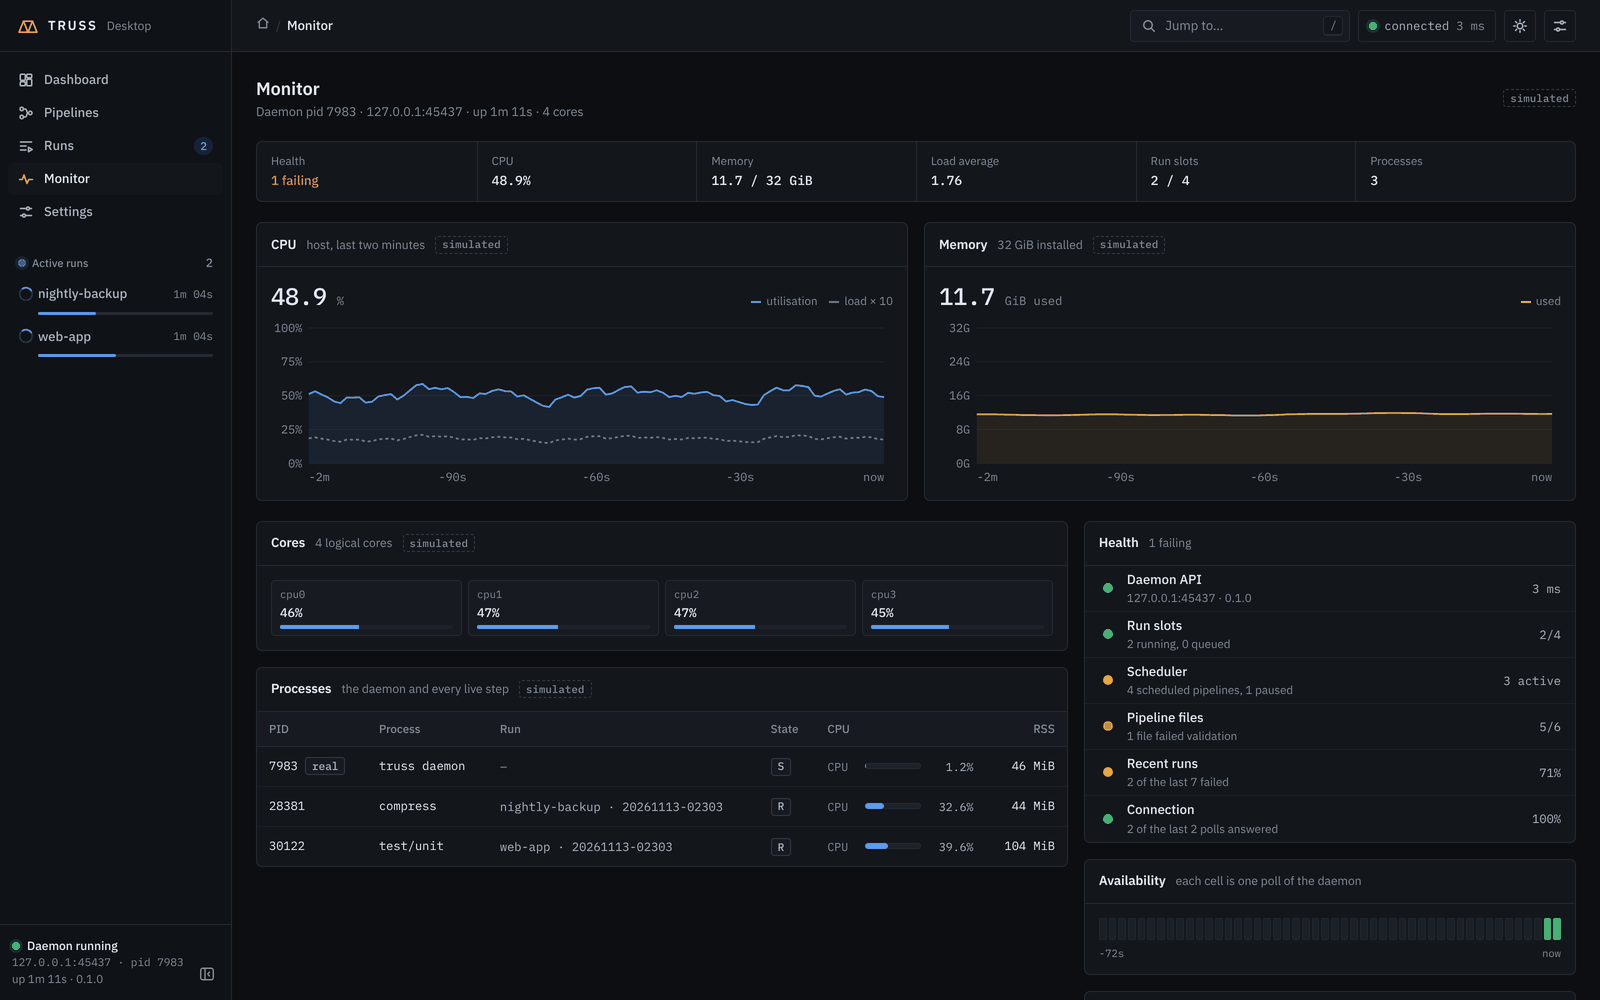 TRUSS Desktop
Dashboard
Pipelines
Runs 2
Monitor
Settings
Active runs 2
nightly-backup 1m 04s
web-app 1m 04s
Daemon running
127.0.0.1:45437 · pid 7983
up 1m 11s · 0.1.0
/ Monitor
Jump to... /
connected 3 ms
Monitor
Daemon pid 7983 · 127.0.0.1:45437 · up 1m 11s · 4 cores
simulated
Health
1 failing
CPU
48.9%
Memory
11.7 / 32 GiB
Load average
1.76
Run slots
2 / 4
Processes
3
CPU host, last two minutes simulated
48.9 %
utilisation load × 10
100%
75%
50%
25%
0%
-2m -90s -60s -30s now
Memory 32 GiB installed simulated
11.7 GiB used
used
32G
24G
16G
8G
0G
-2m -90s -60s -30s now
Cores 4 logical cores simulated
cpu0
46%
cpu1
47%
cpu2
47%
cpu3
45%
Processes the daemon and every live step simulated
PID Process Run State CPU RSS
7983 real truss daemon – S CPU 1.2% 46 MiB
28381 compress nightly-backup · 20261113-02303 R CPU 32.6% 44 MiB
30122 test/unit web-app · 20261113-02303 R CPU 39.6% 104 MiB
Health 1 failing
Daemon API
127.0.0.1:45437 · 0.1.0
3 ms
Run slots
2 running, 0 queued
2/4
Scheduler
4 scheduled pipelines, 1 paused
3 active
Pipeline files
1 file failed validation
5/6
Recent runs
2 of the last 7 failed
71%
Connection
2 of the last 2 polls answered
100%
Availability each cell is one poll of the daemon
-72s now